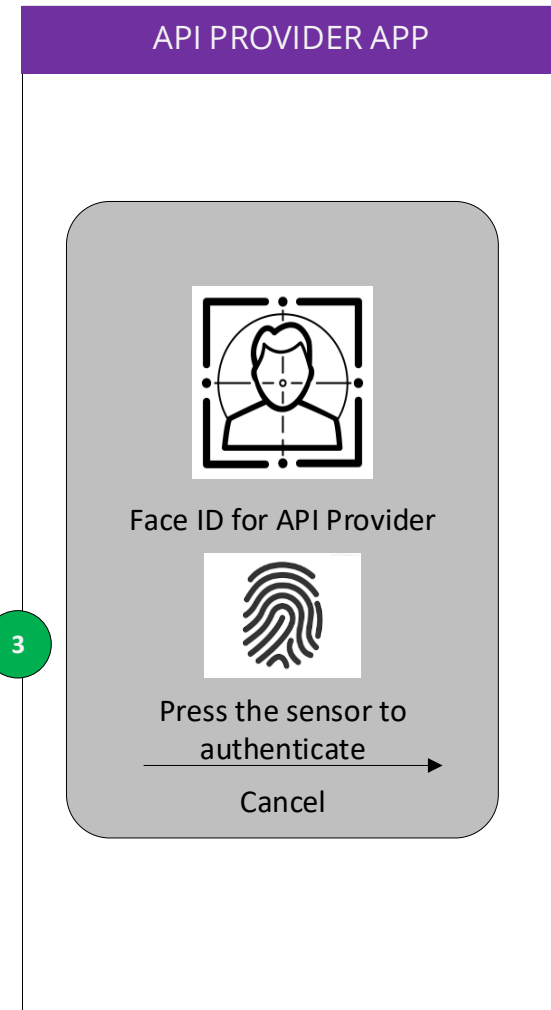 API PROVIDER APP
Face ID for API Provider
3
Press the sensor to
authenticate
Cancel